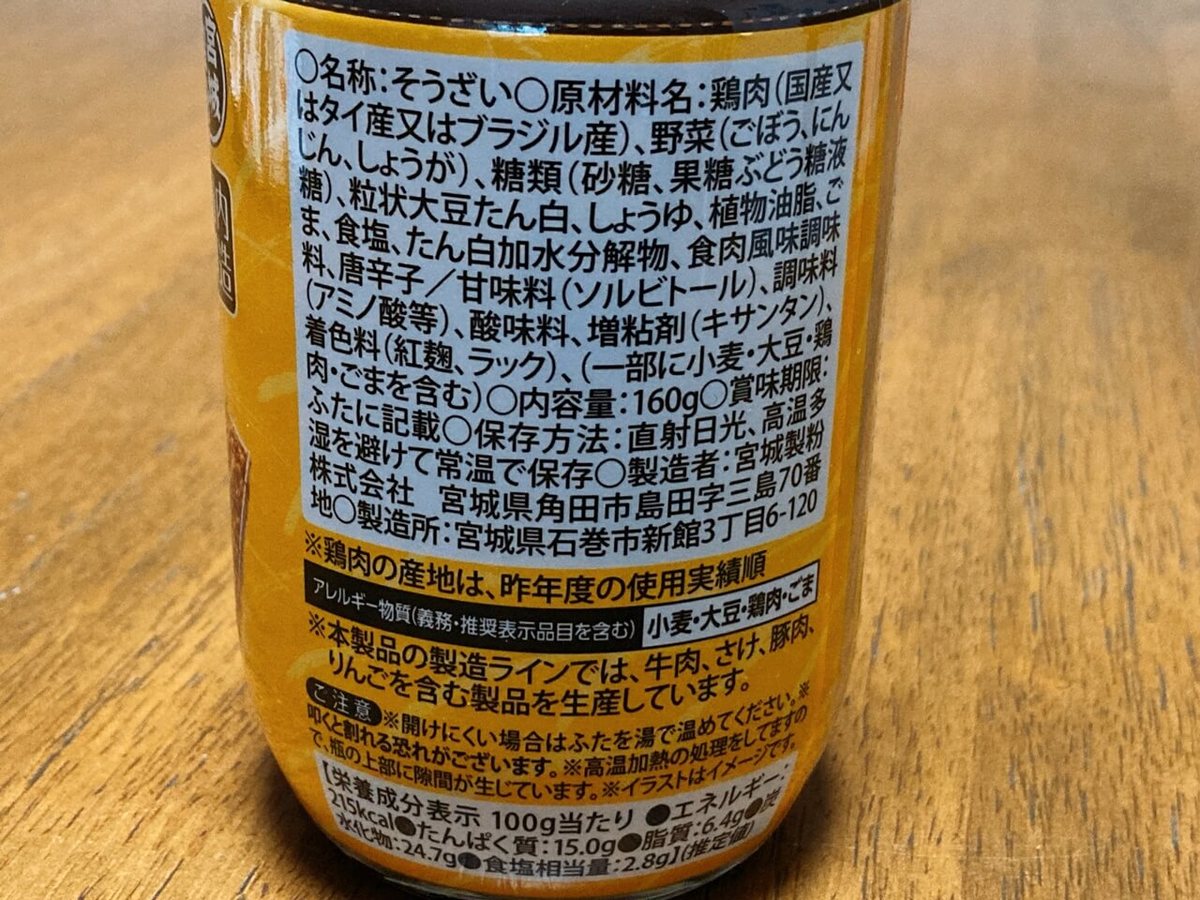 宮城
肉詰
○名称:そうざい○原材料名:鶏肉(国産又
はタイ産又はブラジル産)、野菜(ごぼう、にん
じん、しょうが)、糖類(砂糖、果糖ぶどう糖液
糖)、粒状大豆たん白、しょうゆ、植物油脂、ご
ま、食塩、たん白加水分解物、食肉風味調味
料、唐辛子／甘味料(ソルビトール)、調味料
(アミノ酸等)、酸味料、増粘剤(キサンタン)、
着色料(紅麹、ラック)、(一部に小麦・大豆・鶏
肉・ごまを含む)○内容量:160g○賞味期限:
ふたに記載○保存方法:直射日光、高温多
湿を避けて常温で保存○製造者:宮城製粉
株式会社 宮城県角田市島田字三島70番
地○製造所:宮城県石巻市新館3丁目6-120
※鶏肉の産地は、昨年度の使用実績順
アレルギー物質(義務・推奨表示品目を含む) 小麦・大豆・鶏肉・ごま
※本製品の製造ラインでは、牛肉、さけ、豚肉、
りんごを含む製品を生産しています。
ご注意 ※開けにくい場合はふたを湯で温めてください。※
叩くと割れる恐れがございます。※高温加熱の処理をしてますの
で、瓶の上部に隙間が生じています。※イラストはイメージです。
【栄養成分表示 100g当たり ●エネルギー:
215kcal●たんぱく質:15.0g●脂質:6.4g●炭
水化物:24.7g●食塩相当量:2.8g】(推定値)